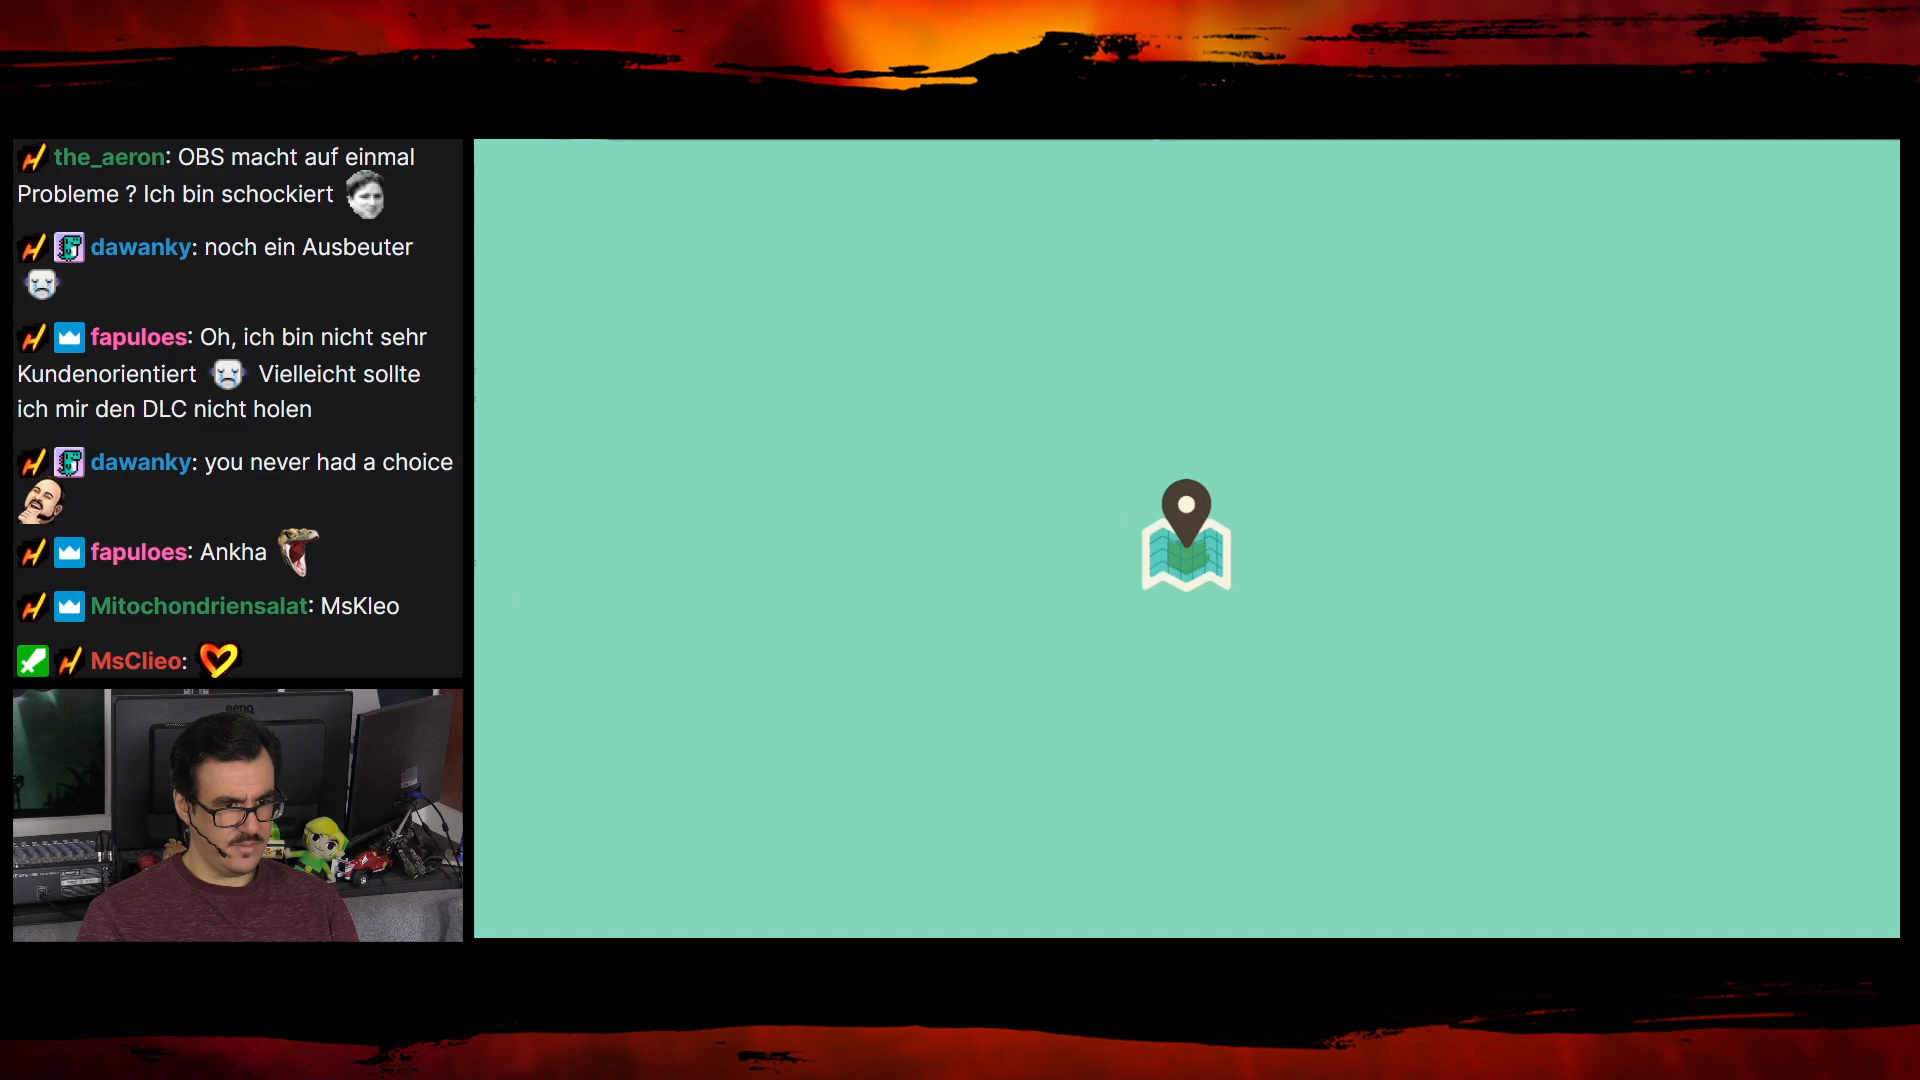 the_aeron: OBS macht auf einmal
Probleme ? Ich bin schockiert
dawanky: noch ein Ausbeuter
fapuloes: Oh, ich bin nicht sehr
Kundenorientiert Vielleicht sollte
ich mir den DLC nicht holen
dawanky: you never had a choice
fapuloes: Ankha
Mitochondriensalat: MsKleo
MsClieo:
BenQ